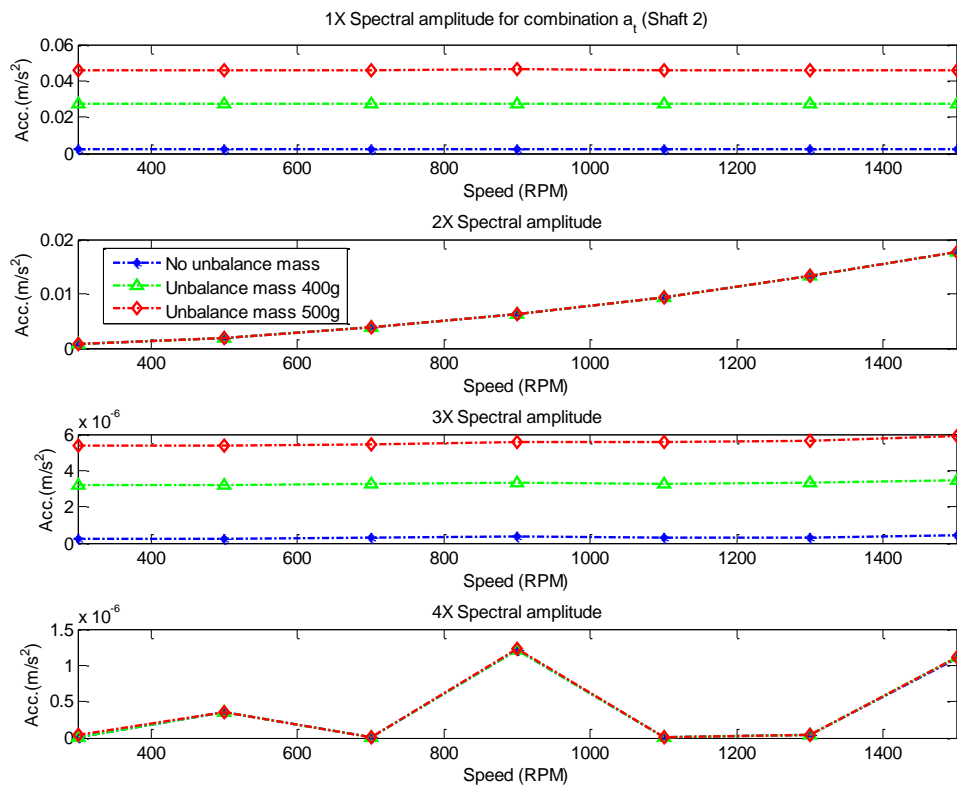 1X Spectral amplitude for combination a_t (Shaft 2)
0.06
0.04
0.02
0
Acc.(m/s²)
400 600 800 1000 1200 1400
Speed (RPM)
2X Spectral amplitude
0.02
0.01
0
Acc.(m/s²)
No unbalance mass
Unbalance mass 400g
Unbalance mass 500g
400 600 800 1000 1200 1400
Speed (RPM)
x 10⁻⁶
3X Spectral amplitude
6
4
2
0
Acc.(m/s²)
400 600 800 1000 1200 1400
Speed (RPM)
x 10⁻⁶
4X Spectral amplitude
1.5
1
0.5
0
Acc.(m/s²)
400 600 800 1000 1200 1400
Speed (RPM)